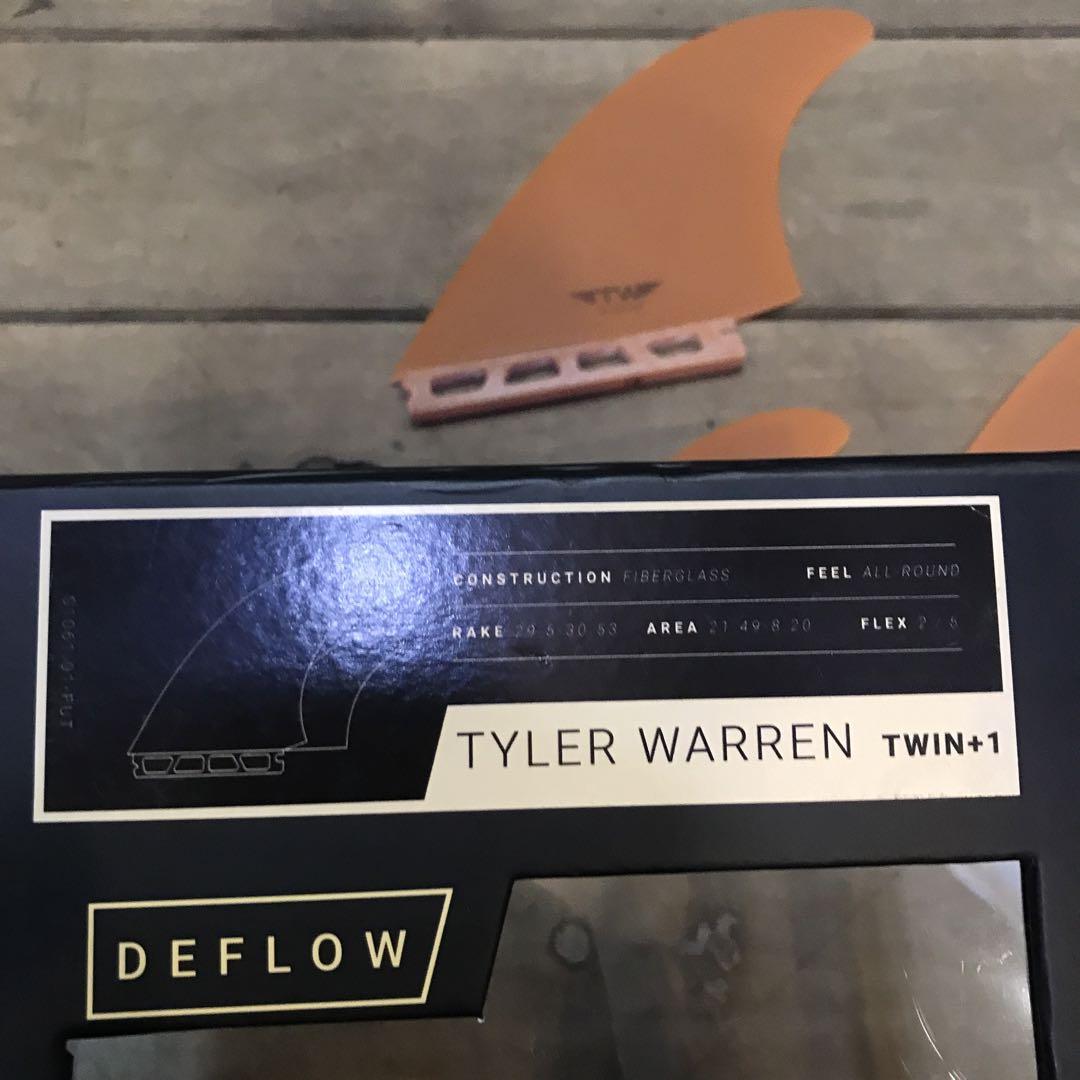 TW
CONSTRUCTION FIBERGLASS FEEL ALL ROUND
RAKE 29 5 30 53 AREA 21 49 8 20 FLEX 2 / 5
TYLER WARREN TWIN+1
DEFLOW